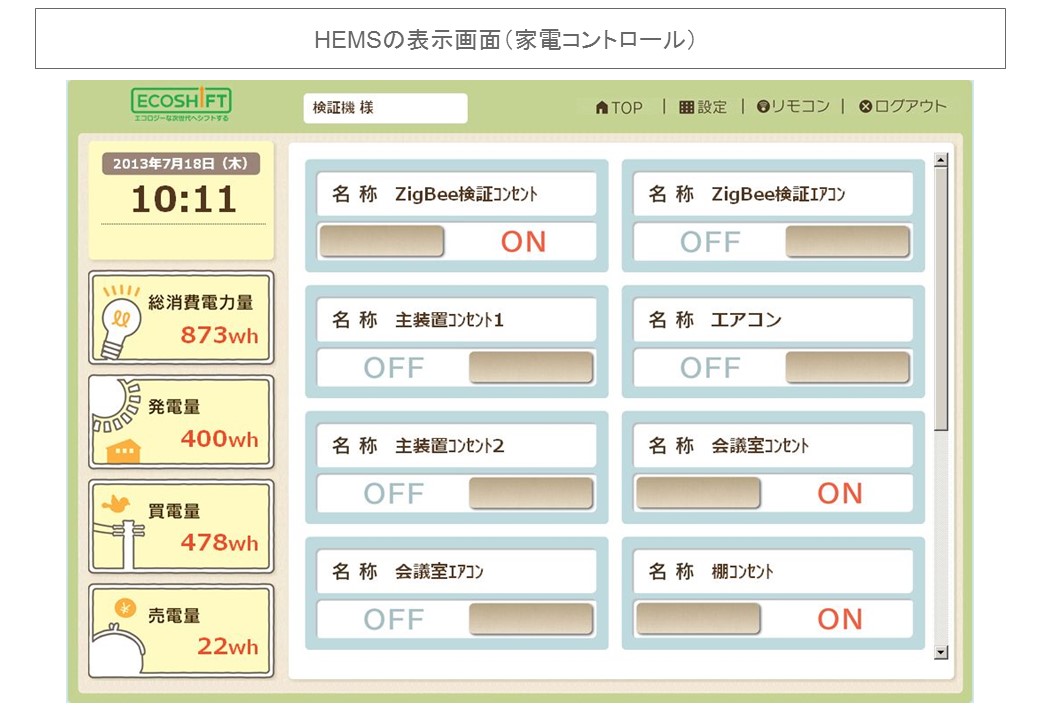 HEMSの表示画面(家電コントロール)
ECOSHIFT
エコロジーな次世代へシフトする
検証機 様
TOP | 設定 | リモコン | ログアウト
2013年7月18日(木)
10:11
総消費電力量
873wh
発電量
400wh
買電量
478wh
売電量
22wh
名 称 ZigBee検証ｺﾝｾﾝﾄ
ON
名 称 ZigBee検証ｴｱｺﾝ
OFF
名 称 主装置ｺﾝｾﾝﾄ1
OFF
名 称 エアコン
OFF
名 称 主装置ｺﾝｾﾝﾄ2
OFF
名 称 会議室ｺﾝｾﾝﾄ
ON
名 称 会議室ｴｱｺﾝ
OFF
名 称 棚ｺﾝｾﾝﾄ
ON